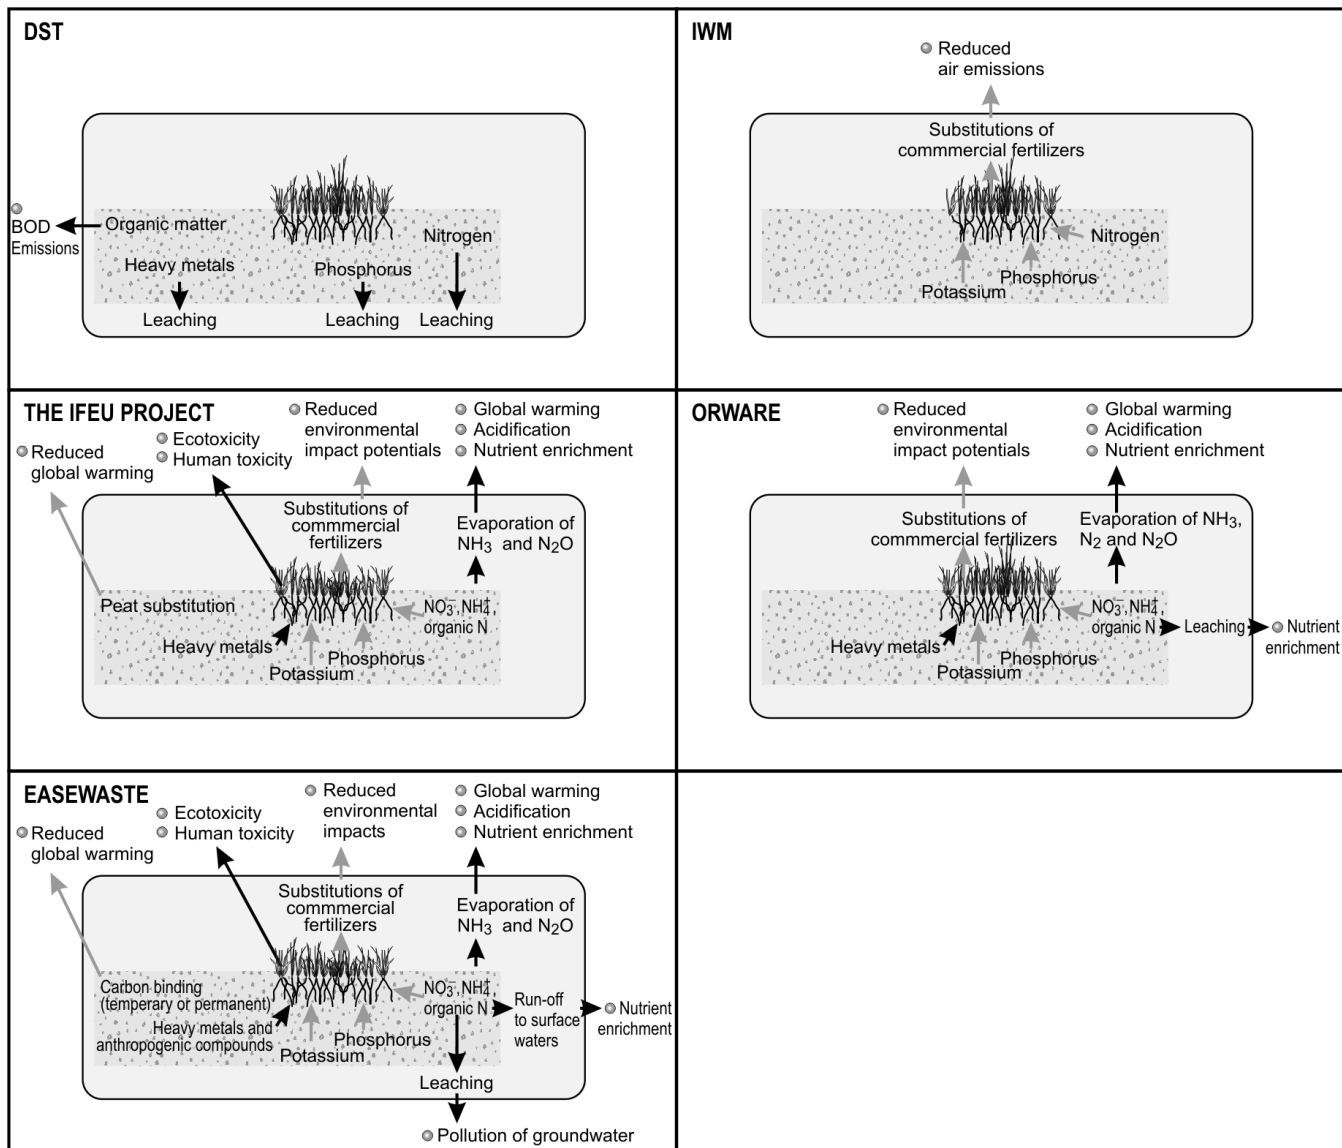 DST
BOD
Emissions
Organic matter
Heavy metals
Leaching
Phosphorus
Leaching
Nitrogen
Leaching
IWM
Reduced
air emissions
Substitutions of
commmercial fertilizers
Nitrogen
Phosphorus
Potassium
THE IFEU PROJECT
Reduced
global warming
Ecotoxicity
Human toxicity
Reduced
environmental
impact potentials
Global warming
Acidification
Nutrient enrichment
Substitutions of
commmercial
fertilizers
Evaporation of
NH₃ and N₂O
Peat substitution
NO₃⁻, NH₄⁺,
organic N
Heavy metals
Phosphorus
Potassium
ORWARE
Reduced
environmental
impact potentials
Global warming
Acidification
Nutrient enrichment
Substitutions of
commmercial fertilizers
Evaporation of NH₃,
N₂ and N₂O
NO₃⁻, NH₄⁺,
organic N
Leaching
Nutrient
enrichment
Heavy metals
Phosphorus
Potassium
EASEWASTE
Reduced
global warming
Ecotoxicity
Human toxicity
Reduced
environmental
impacts
Global warming
Acidification
Nutrient enrichment
Substitutions of
commmercial
fertilizers
Evaporation of
NH₃ and N₂O
Carbon binding
(temperary or permanent)
NO₃⁻, NH₄⁺,
organic N
Run-off
to surface
waters
Nutrient
enrichment
Heavy metals and
anthropogenic compounds
Phosphorus
Potassium
Leaching
Pollution of groundwater